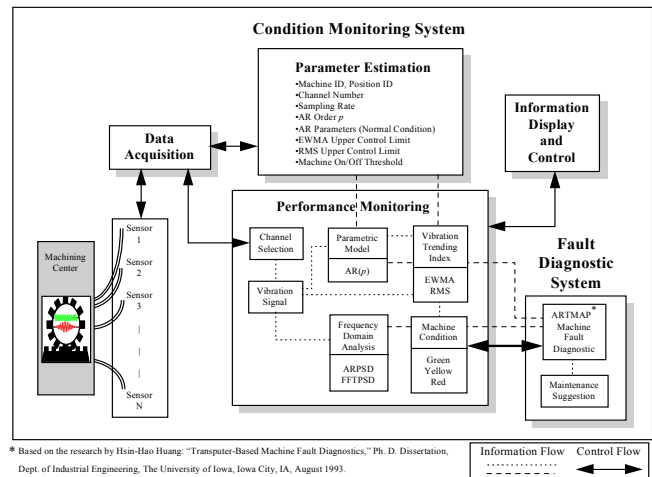 Condition Monitoring System
Parameter Estimation
•Machine ID, Position ID
•Channel Number
•Sampling Rate
•AR Order p
•AR Parameters (Normal Condition)
•EWMA Upper Control Limit
•RMS Upper Control Limit
•Machine On/Off Threshold
Data
Acquisition
Information
Display
and
Control
Performance Monitoring
Channel
Selection
Vibration
Signal
Parametric
Model
AR(p)
Vibration
Trending
Index
EWMA
RMS
Frequency
Domain
Analysis
ARPSD
FFTPSD
Machine
Condition
Green
Yellow
Red
Fault
Diagnostic
System
ARTMAP*
Machine
Fault
Diagnostic
Maintenance
Suggestion
Machining
Center
Sensor
1
Sensor
2
Sensor
3
Sensor
N
* Based on the research by Hsin-Hao Huang: “Transputer-Based Machine Fault Diagnostics,” Ph. D. Dissertation,
Dept. of Industrial Engineering, The University of Iowa, Iowa City, IA, August 1993.
Information Flow Control Flow